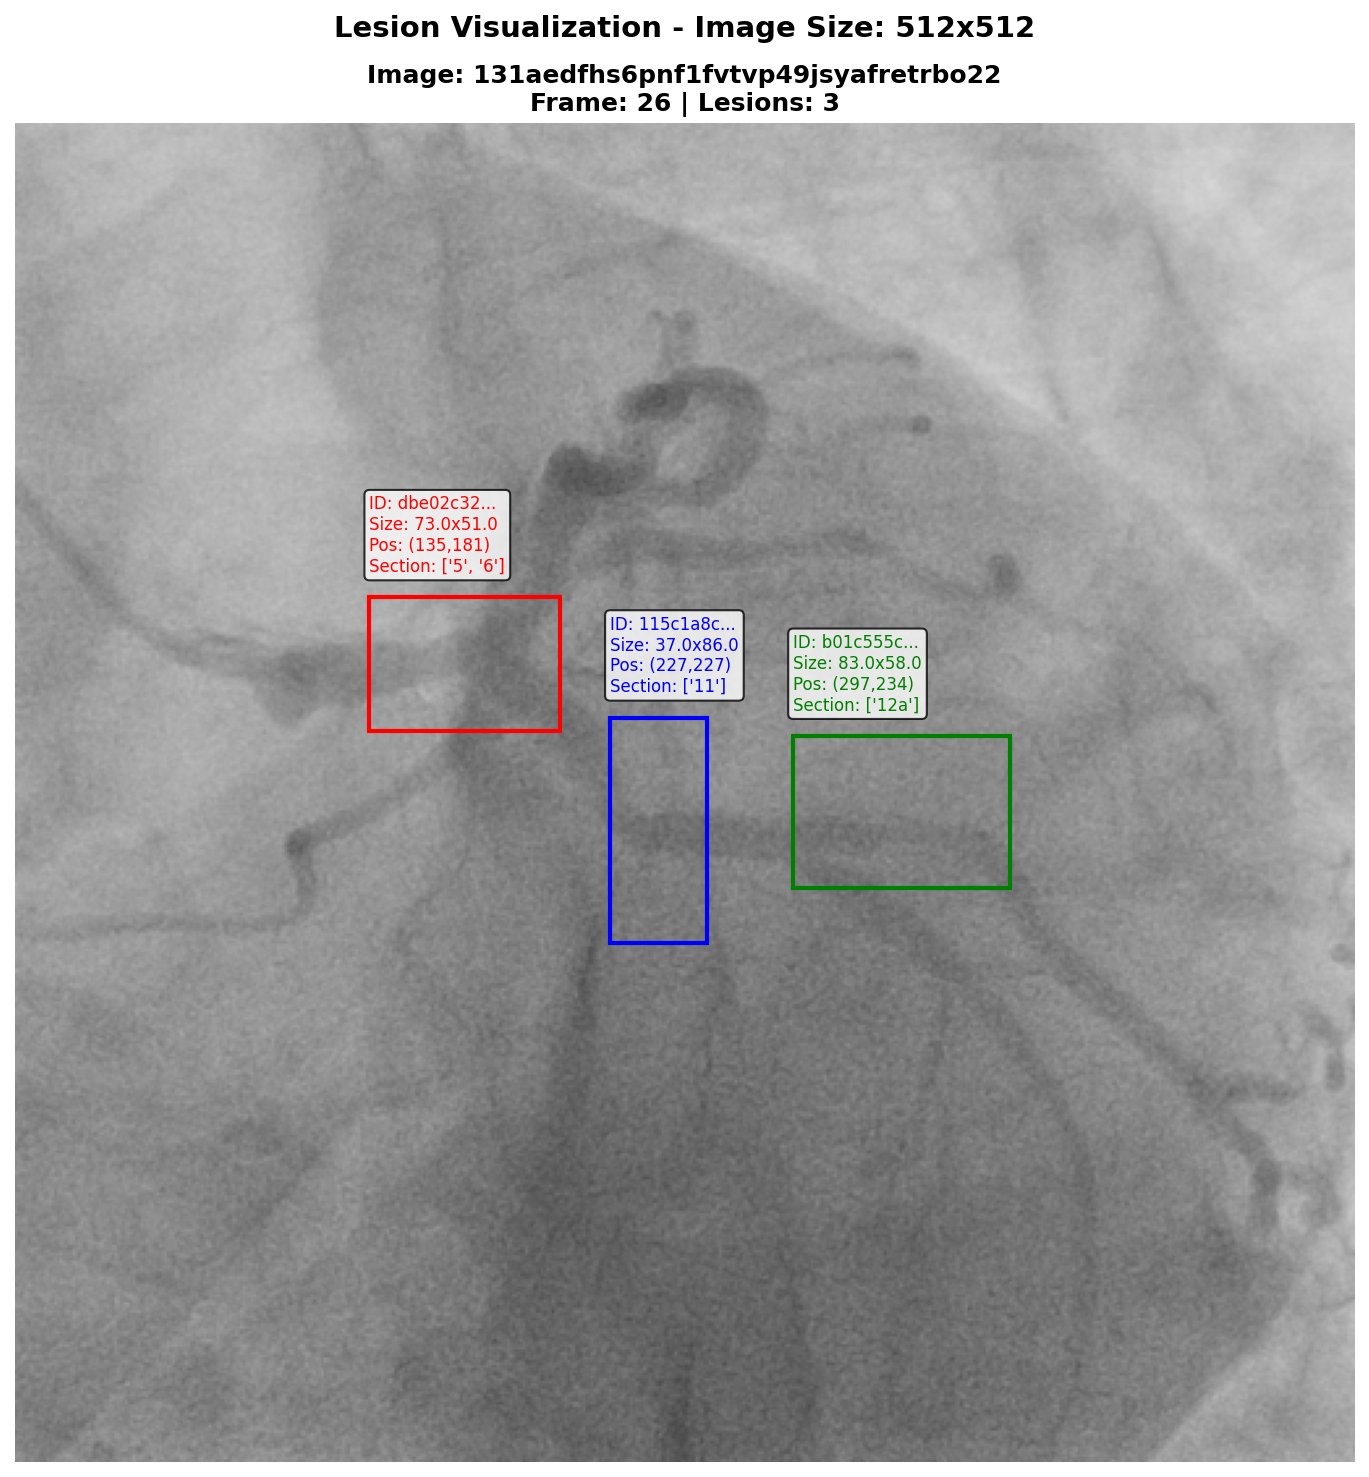 Lesion Visualization - Image Size: 512x512
Image: 131aedfhs6pnf1fvtvp49jsyafretrbo22
Frame: 26 | Lesions: 3
ID: dbe02c32...
Size: 73.0x51.0
Pos: (135,181)
Section: ['5', '6']
ID: 115c1a8c...
Size: 37.0x86.0
Pos: (227,227)
Section: ['11']
ID: b01c555c...
Size: 83.0x58.0
Pos: (297,234)
Section: ['12a']